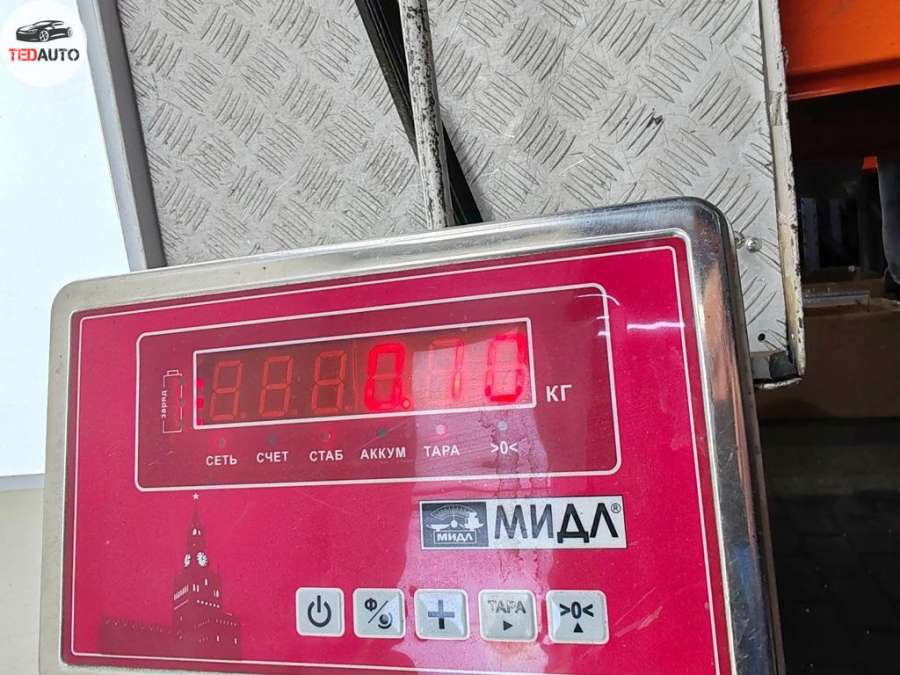 TEDAUTO
заряд
0.70
КГ
СЕТЬ СЧЕТ СТАБ АККУМ ТАРА >0<
МИДЛ МИДЛ®
Ф ТАРА >0<